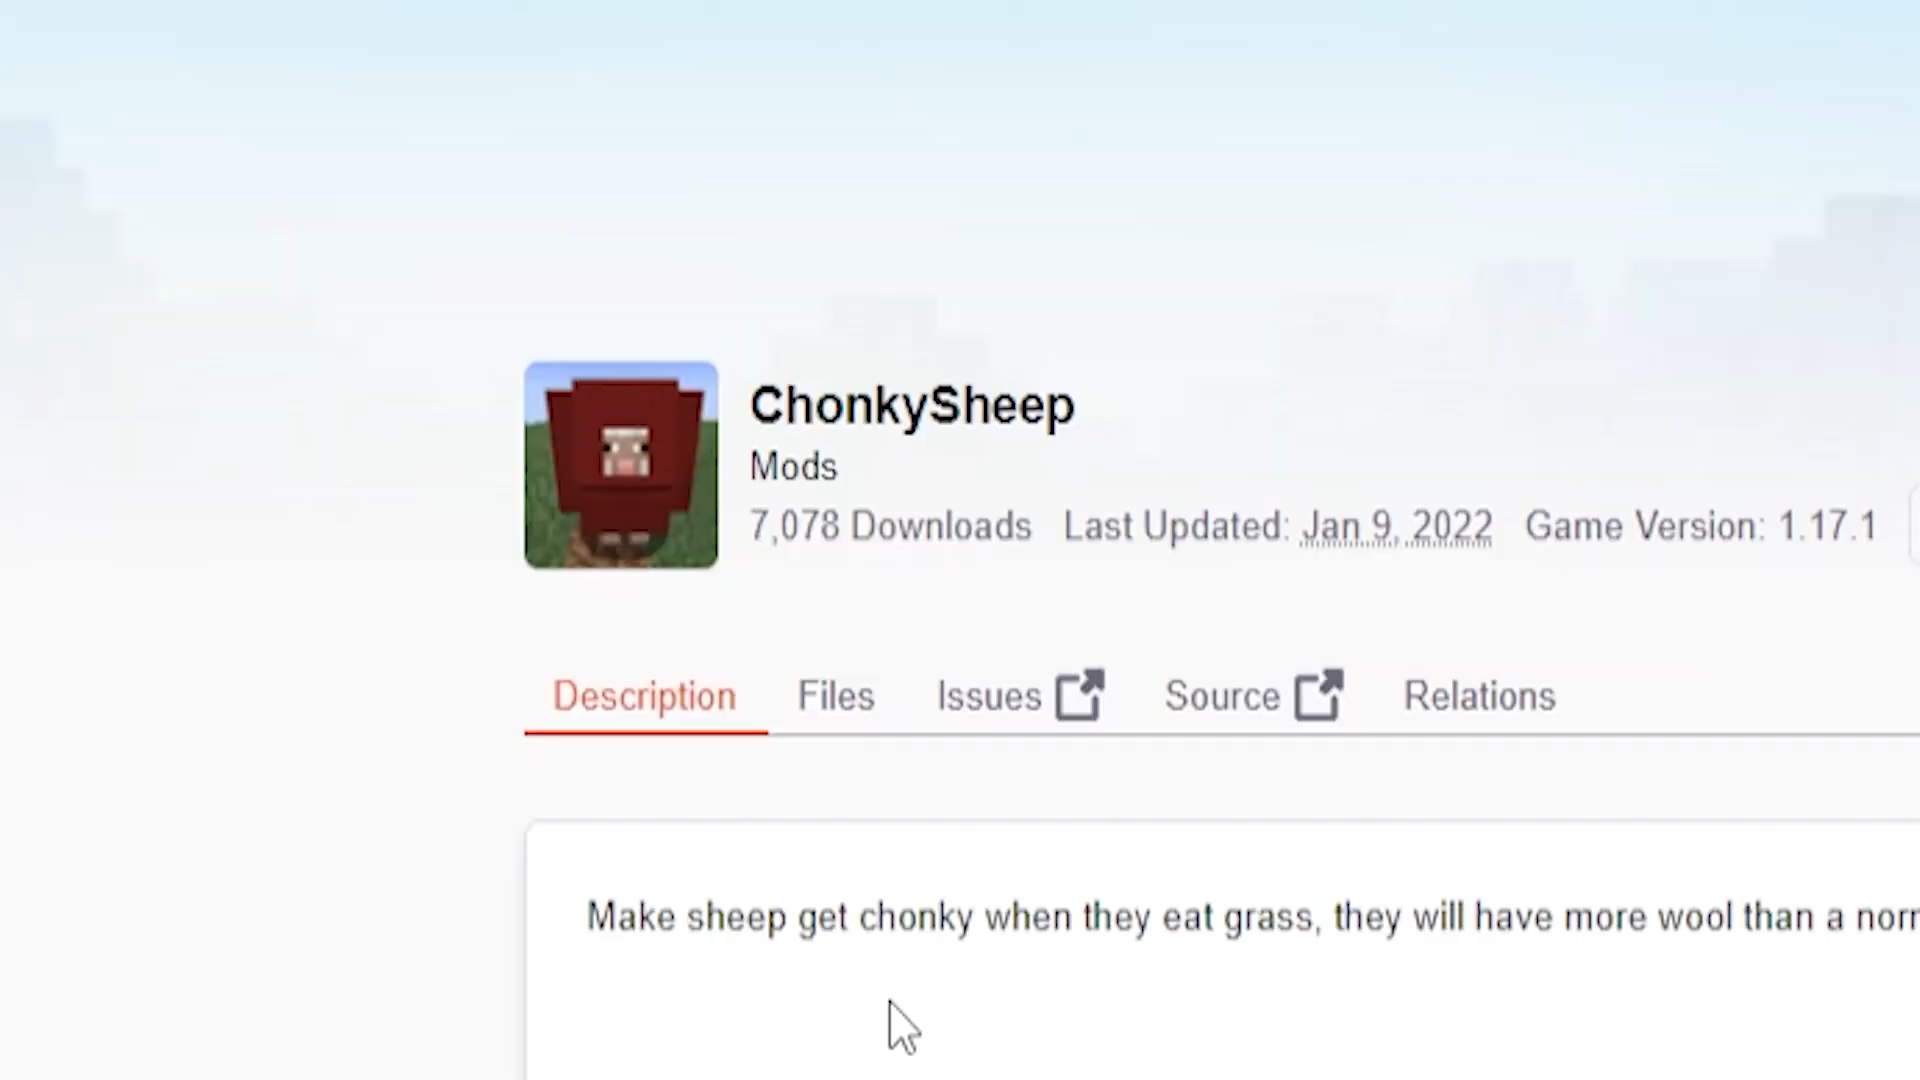 ChonkySheep
Mods
7,078 Downloads Last Updated: Jan 9, 2022 Game Version: 1.17.1
Description Files Issues Source Relations
Make sheep get chonky when they eat grass, they will have more wool than a